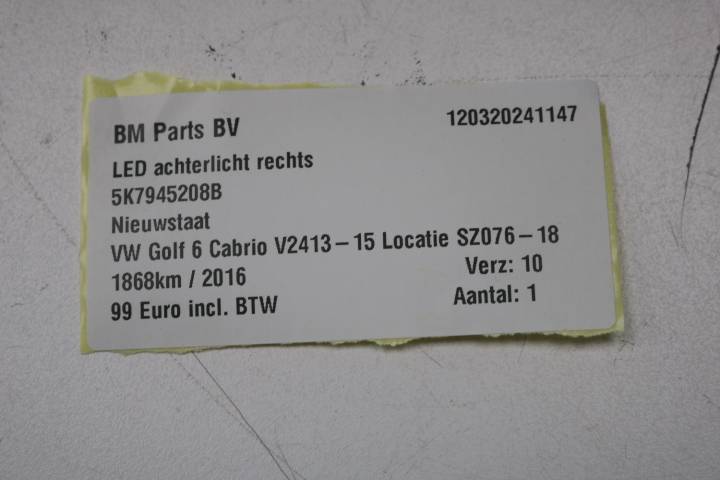 BM Parts BV 120320241147
LED achterlicht rechts
5K7945208B
Nieuwstaat
VW Golf 6 Cabrio V2413-15 Locatie SZ076-18
1868km / 2016 Verz: 10
99 Euro incl. BTW Aantal: 1